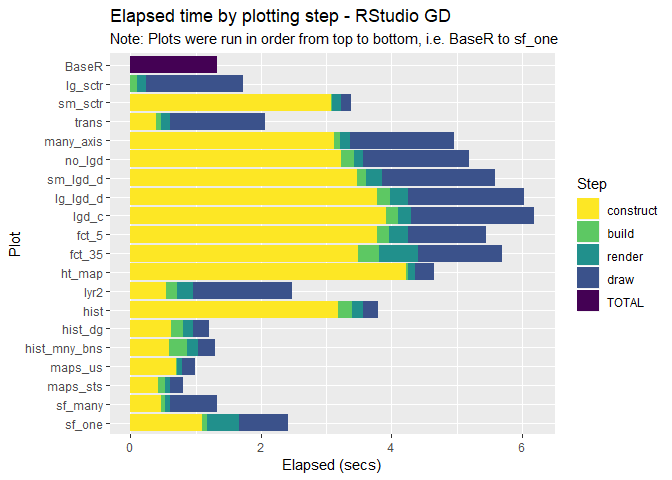 Elapsed time by plotting step - RStudio GD
Note: Plots were run in order from top to bottom, i.e. BaseR to sf_one
BaseR
lg_sctr
sm_sctr
trans
many_axis
no_lgd
sm_lgd_d
lg_lgd_d
lgd_c
fct_5
fct_35
ht_map
lyr2
hist
hist_dg
hist_mny_bns
maps_us
maps_sts
sf_many
sf_one
Plot
0 2 4 6
Elapsed (secs)
Step
construct
build
render
draw
TOTAL